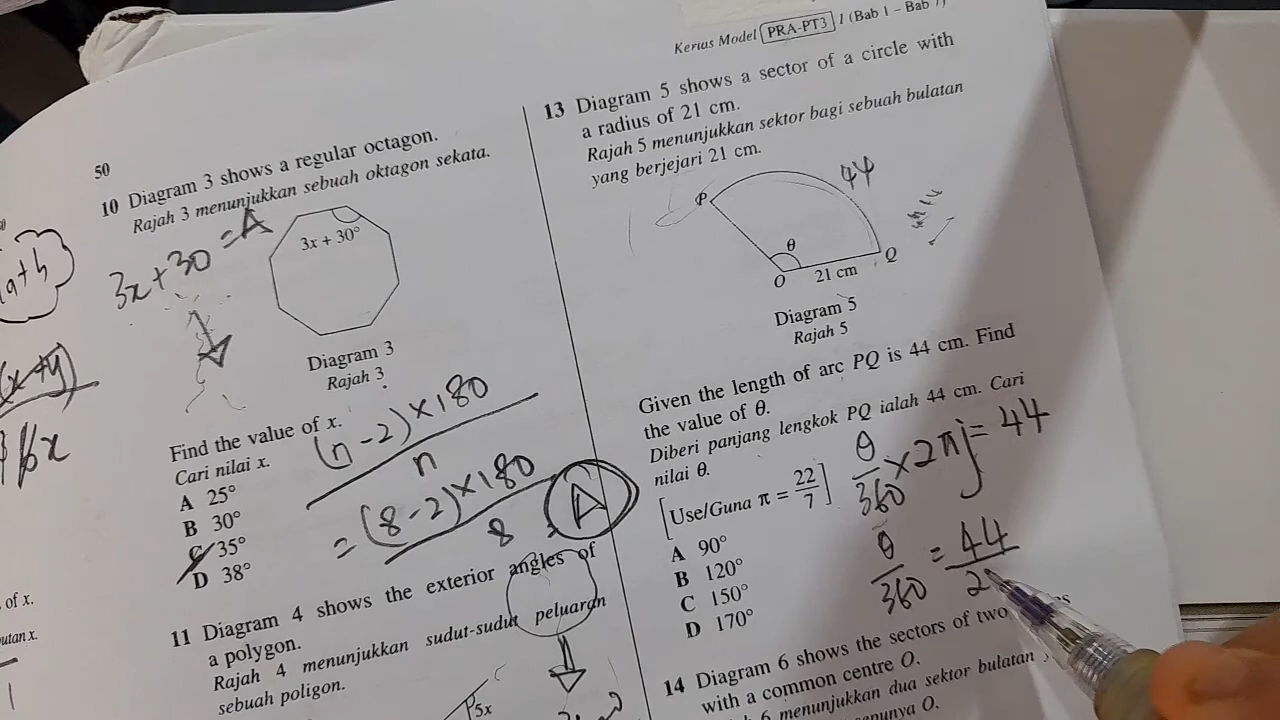 Kertas Model PRA-PT3 1 (Bab 1 – Bab 7)
50
10 Diagram 3 shows a regular octagon.
Rajah 3 menunjukkan sebuah oktagon sekata.
3x+30 = A
3x + 30°
Diagram 3
Rajah 3
Find the value of x.
Cari nilai x.
A 25°
B 30°
C 35°
D 38°
(n-2)×180
n
= (8-2)×180
8
A
11 Diagram 4 shows the exterior angles of
a polygon.
Rajah 4 menunjukkan sudut-sudut peluaran
sebuah poligon.
5x
of x.
13 Diagram 5 shows a sector of a circle with
a radius of 21 cm.
Rajah 5 menunjukkan sektor bagi sebuah bulatan
yang berjejari 21 cm.
P
44
θ
O
21 cm
Q
Diagram 5
Rajah 5
Given the length of arc PQ is 44 cm. Find
the value of θ.
Diberi panjang lengkok PQ ialah 44 cm. Cari
nilai θ.
[Use/Guna π = 22/7]
A 90°
B 120°
C 150°
D 170°
θ/360 × 2πj = 44
θ/360 = 44/2
14 Diagram 6 shows the sectors of two
with a common centre O.
6 menunjukkan dua sektor bulatan